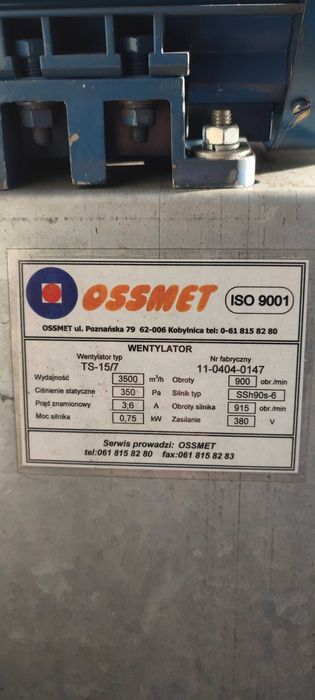 OSSMET ISO 9001
OSSMET ul. Poznańska 79 62-006 Kobylnica tel: 0-61 815 82 80
WENTYLATOR
Wentylator typ Nr fabryczny
TS-15/7 11-0404-0147
Wydajność 3500 m³/h Obroty 900 obr./min
Ciśnienie statyczne 350 Pa Silnik typ SSh90s-6
Prąd znamionowy 3,6 A Obroty silnika 915 obr./min
Moc silnika 0,75 kW Zasilanie 380 V
Serwis prowadzi: OSSMET
tel:061 815 82 80 fax:061 815 82 83